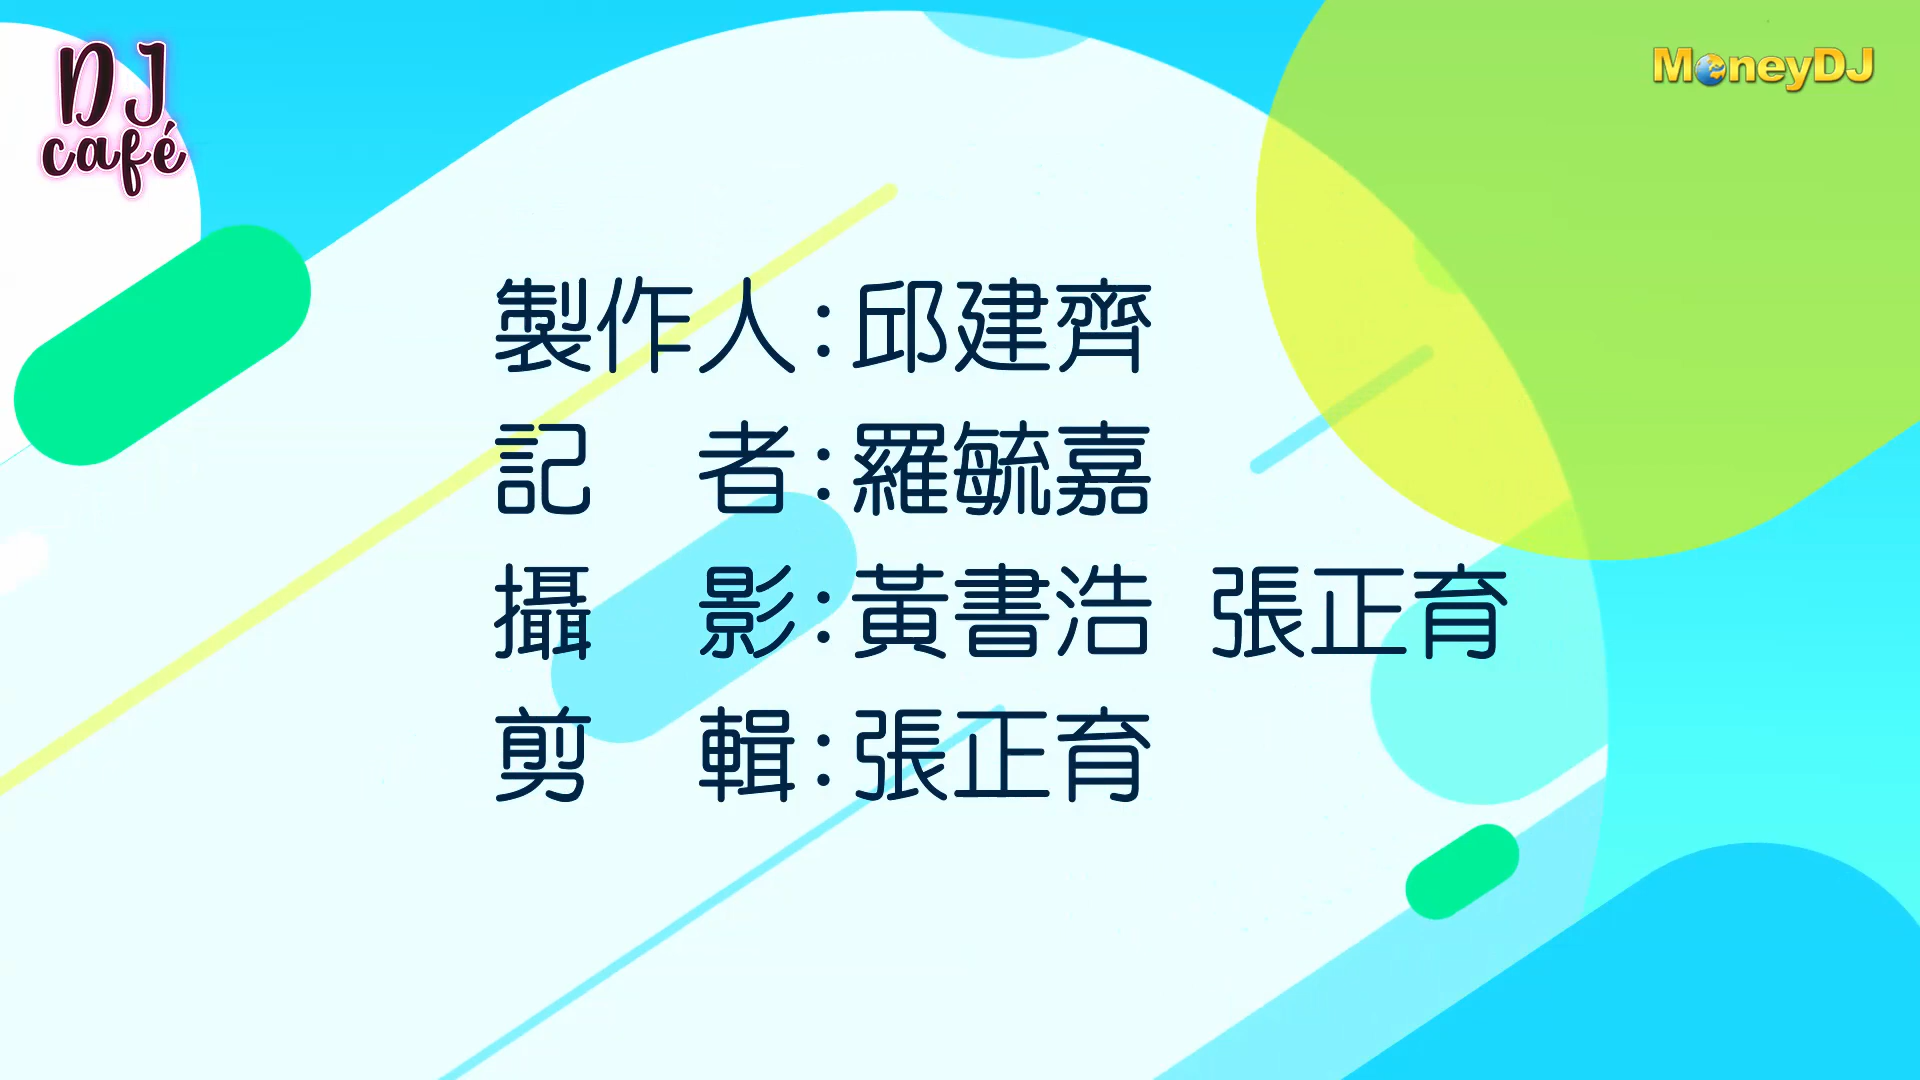 DJ
café
MoneyDJ
製作人:邱建齊
記　者:羅毓嘉
攝　影:黃書浩 張正育
剪　輯:張正育